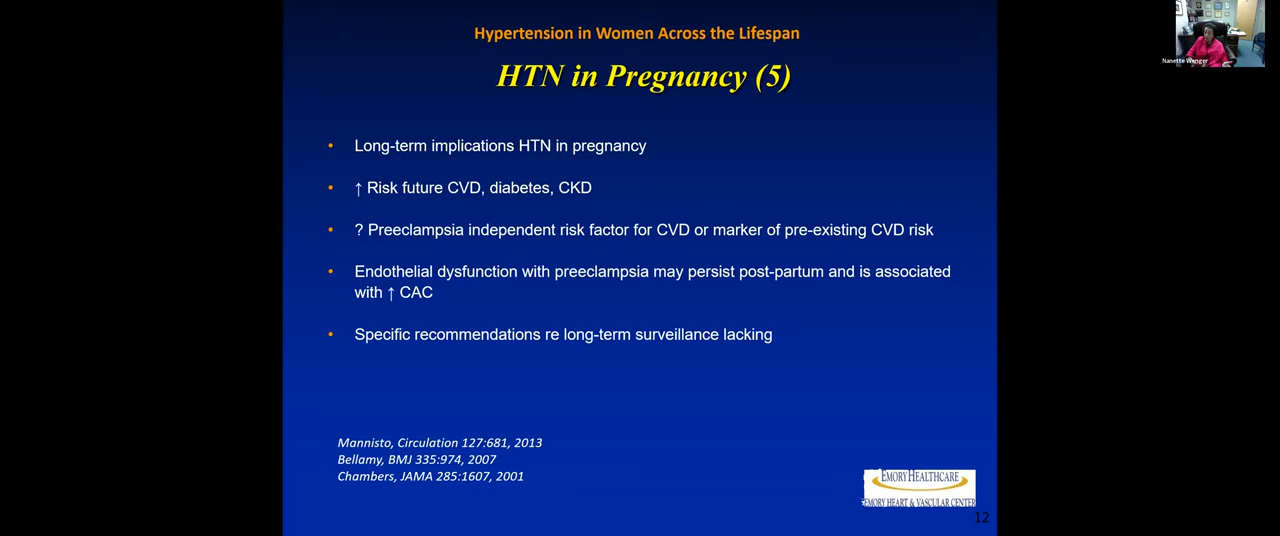 Hypertension in Women Across the Lifespan
Nanette Wenger
HTN in Pregnancy (5)
• Long-term implications HTN in pregnancy
• ↑ Risk future CVD, diabetes, CKD
• ? Preeclampsia independent risk factor for CVD or marker of pre-existing CVD risk
• Endothelial dysfunction with preeclampsia may persist post-partum and is associated
with ↑ CAC
• Specific recommendations re long-term surveillance lacking
Mannisto, Circulation 127:681, 2013
Bellamy, BMJ 335:974, 2007
Chambers, JAMA 285:1607, 2001
EMORY HEALTHCARE
EMORY HEART & VASCULAR CENTER
12